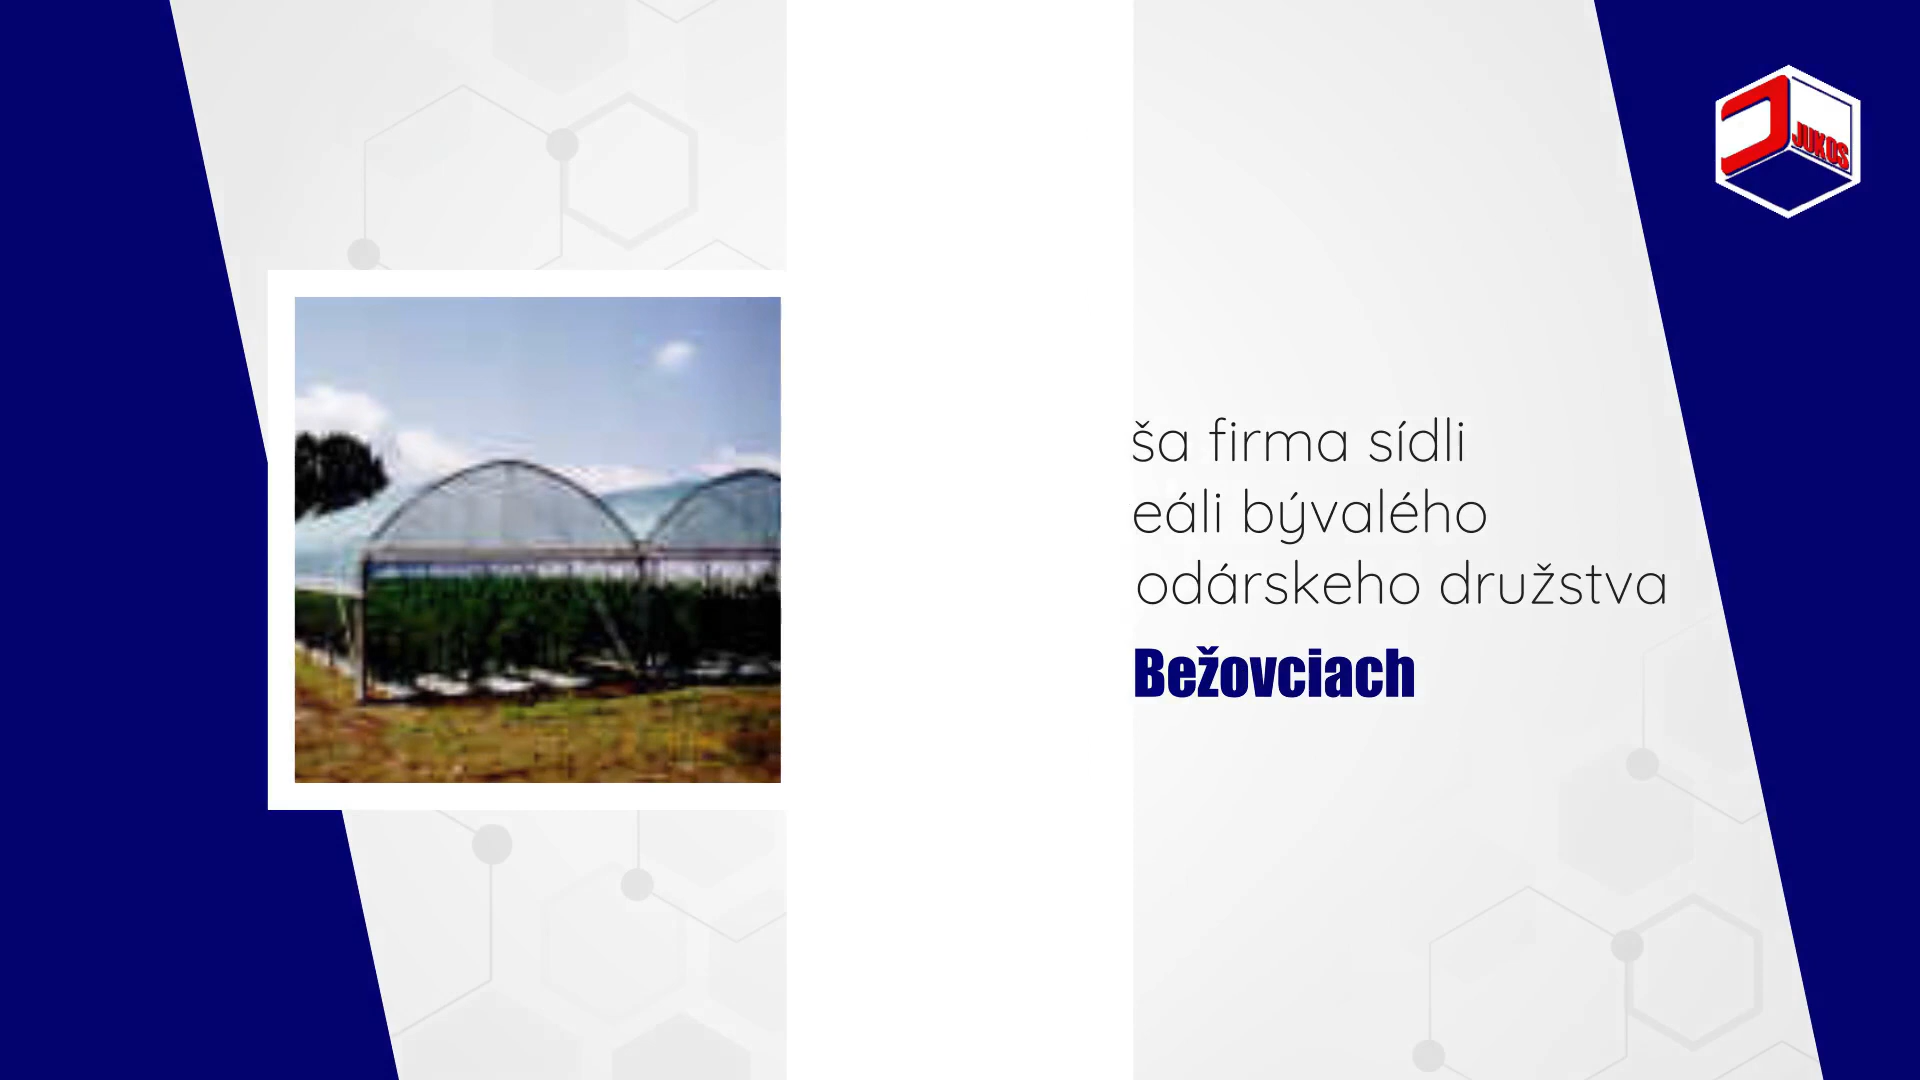 JUKOS
ša firma sídli
eáli bývalého
odárskeho družstva
Bežovciach